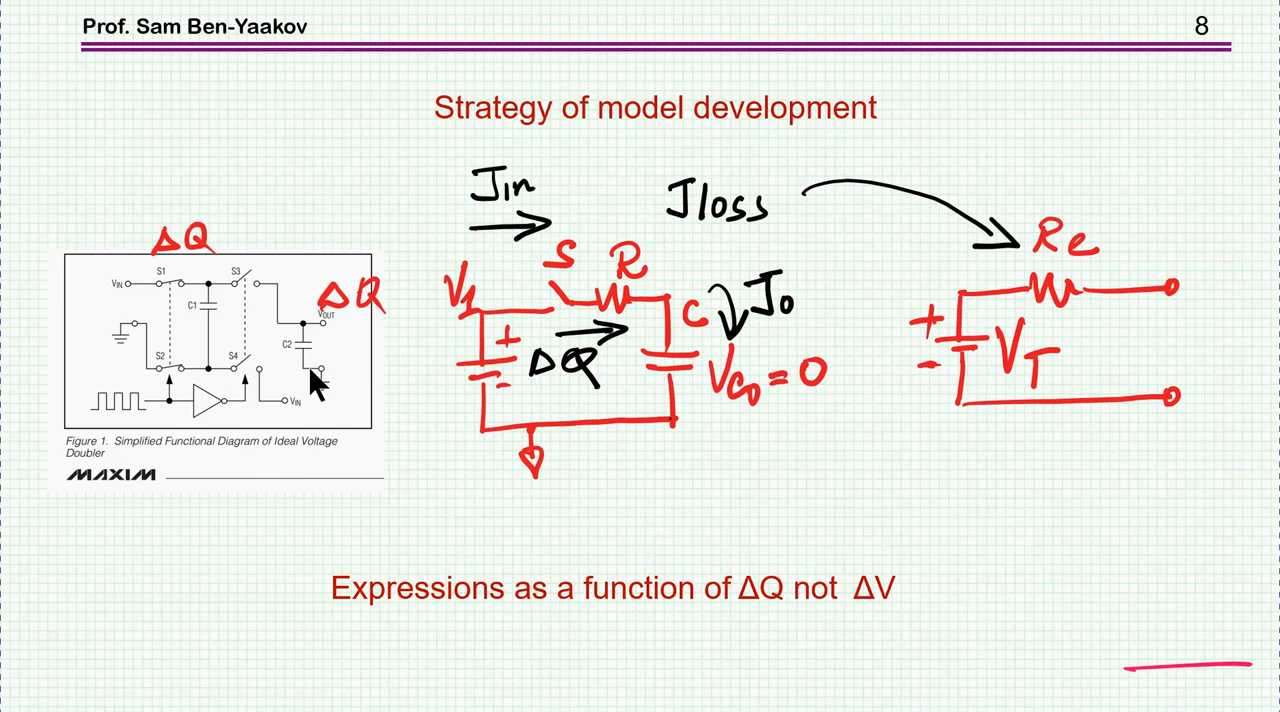 Prof. Sam Ben-Yaakov
8
Strategy of model development
Jin
Jloss
Re
ΔQ
S1
S3
VIN
C1
ΔQ
VOUT
C2
S2
S4
VIN
Figure 1. Simplified Functional Diagram of Ideal Voltage
Doubler
MAXIM
V1
S
R
C
Jo
+
-
ΔQ
VCo = 0
+
-
VT
Expressions as a function of ΔQ not ΔV